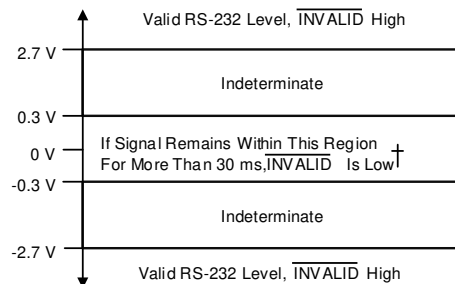 Valid RS-232 Level, INVALID High
2.7 V
Indeterminate
0.3 V
If Signal Remains Within This Region
0 V
For More Than 30 ms,INVALID Is Low†
-0.3 V
Indeterminate
-2.7 V
Valid RS-232 Level, INVALID High